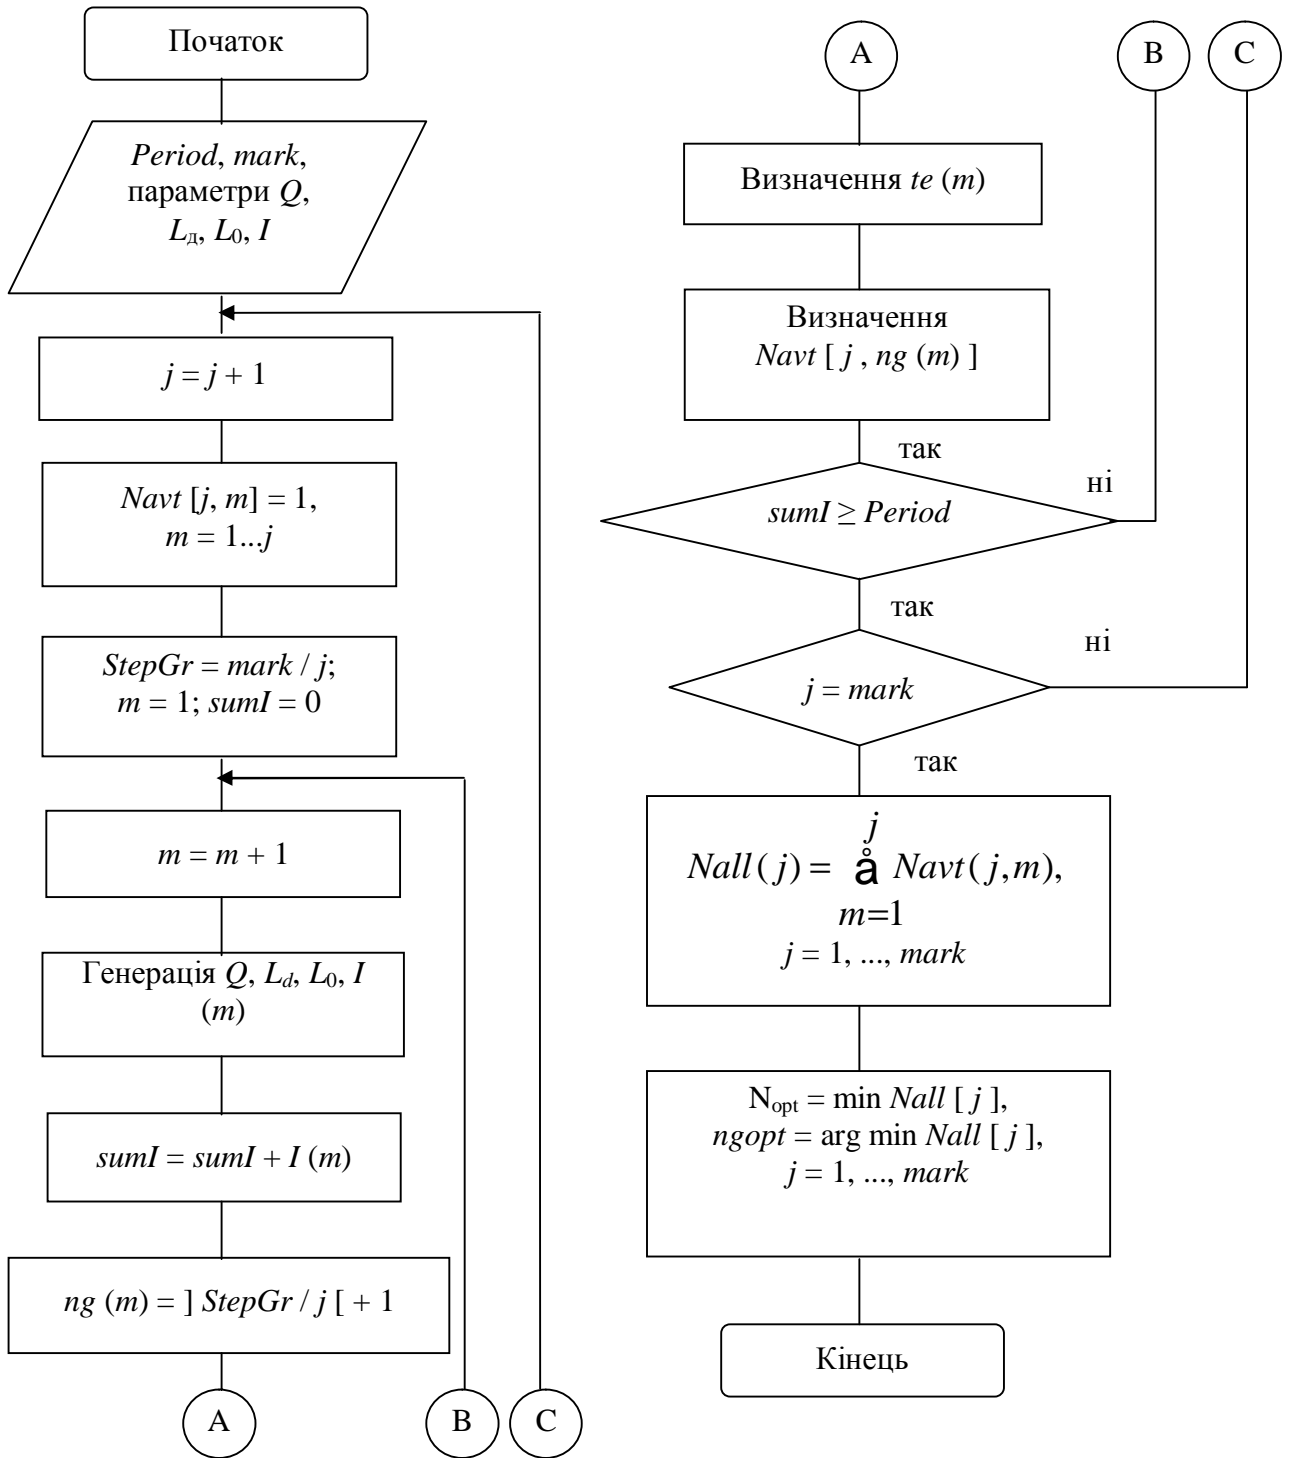 Початок
Period, mark,
параметри Q,
Lд, L0, I
j = j + 1
Navt [j, m] = 1,
m = 1...j
StepGr = mark / j;
m = 1; sumI = 0
m = m + 1
Генерація Q, Ld, L0, I
(m)
sumI = sumI + I (m)
ng (m) = ] StepGr / j [ + 1
A
B
C
A
B
C
Визначення te (m)
Визначення
Navt [ j , ng (m) ]
так
ні
sumI ≥ Period
так
ні
j = mark
так
j
Nall(j) = å Navt(j,m),
m=1
j = 1, ..., mark
Nopt = min Nall [ j ],
ngopt = arg min Nall [ j ],
j = 1, ..., mark
Кінець